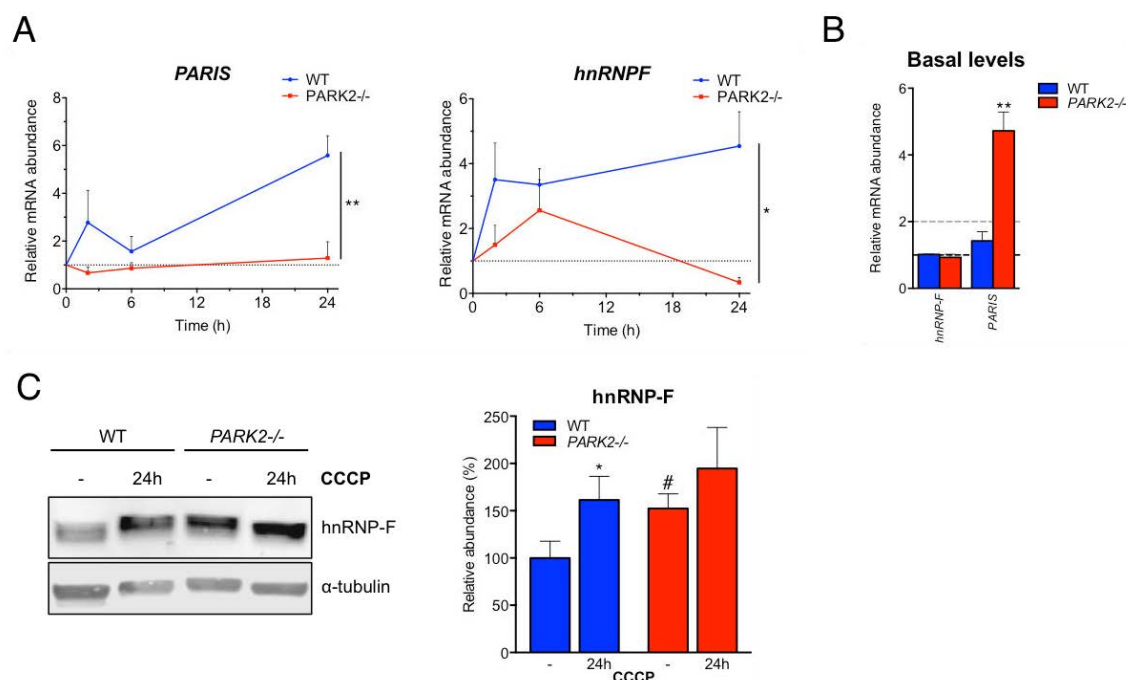 A
PARIS
WT
PARK2-/-
Relative mRNA abundance
8
6
4
2
0
0 6 12 18 24
Time (h)
**
hnRNPF
WT
PARK2-/-
Relative mRNA abundance
6
4
2
0
0 6 12 18 24
Time (h)
*
B
Basal levels
WT
PARK2-/-
Relative mRNA abundance
6
4
2
0
**
hnRNP-F
PARIS
C
WT PARK2-/-
- 24h - 24h CCCP
hnRNP-F
α-tubulin
hnRNP-F
WT
PARK2-/-
Relative abundance (%)
250
200
150
100
50
0
*
#
- 24h - 24h
CCCP